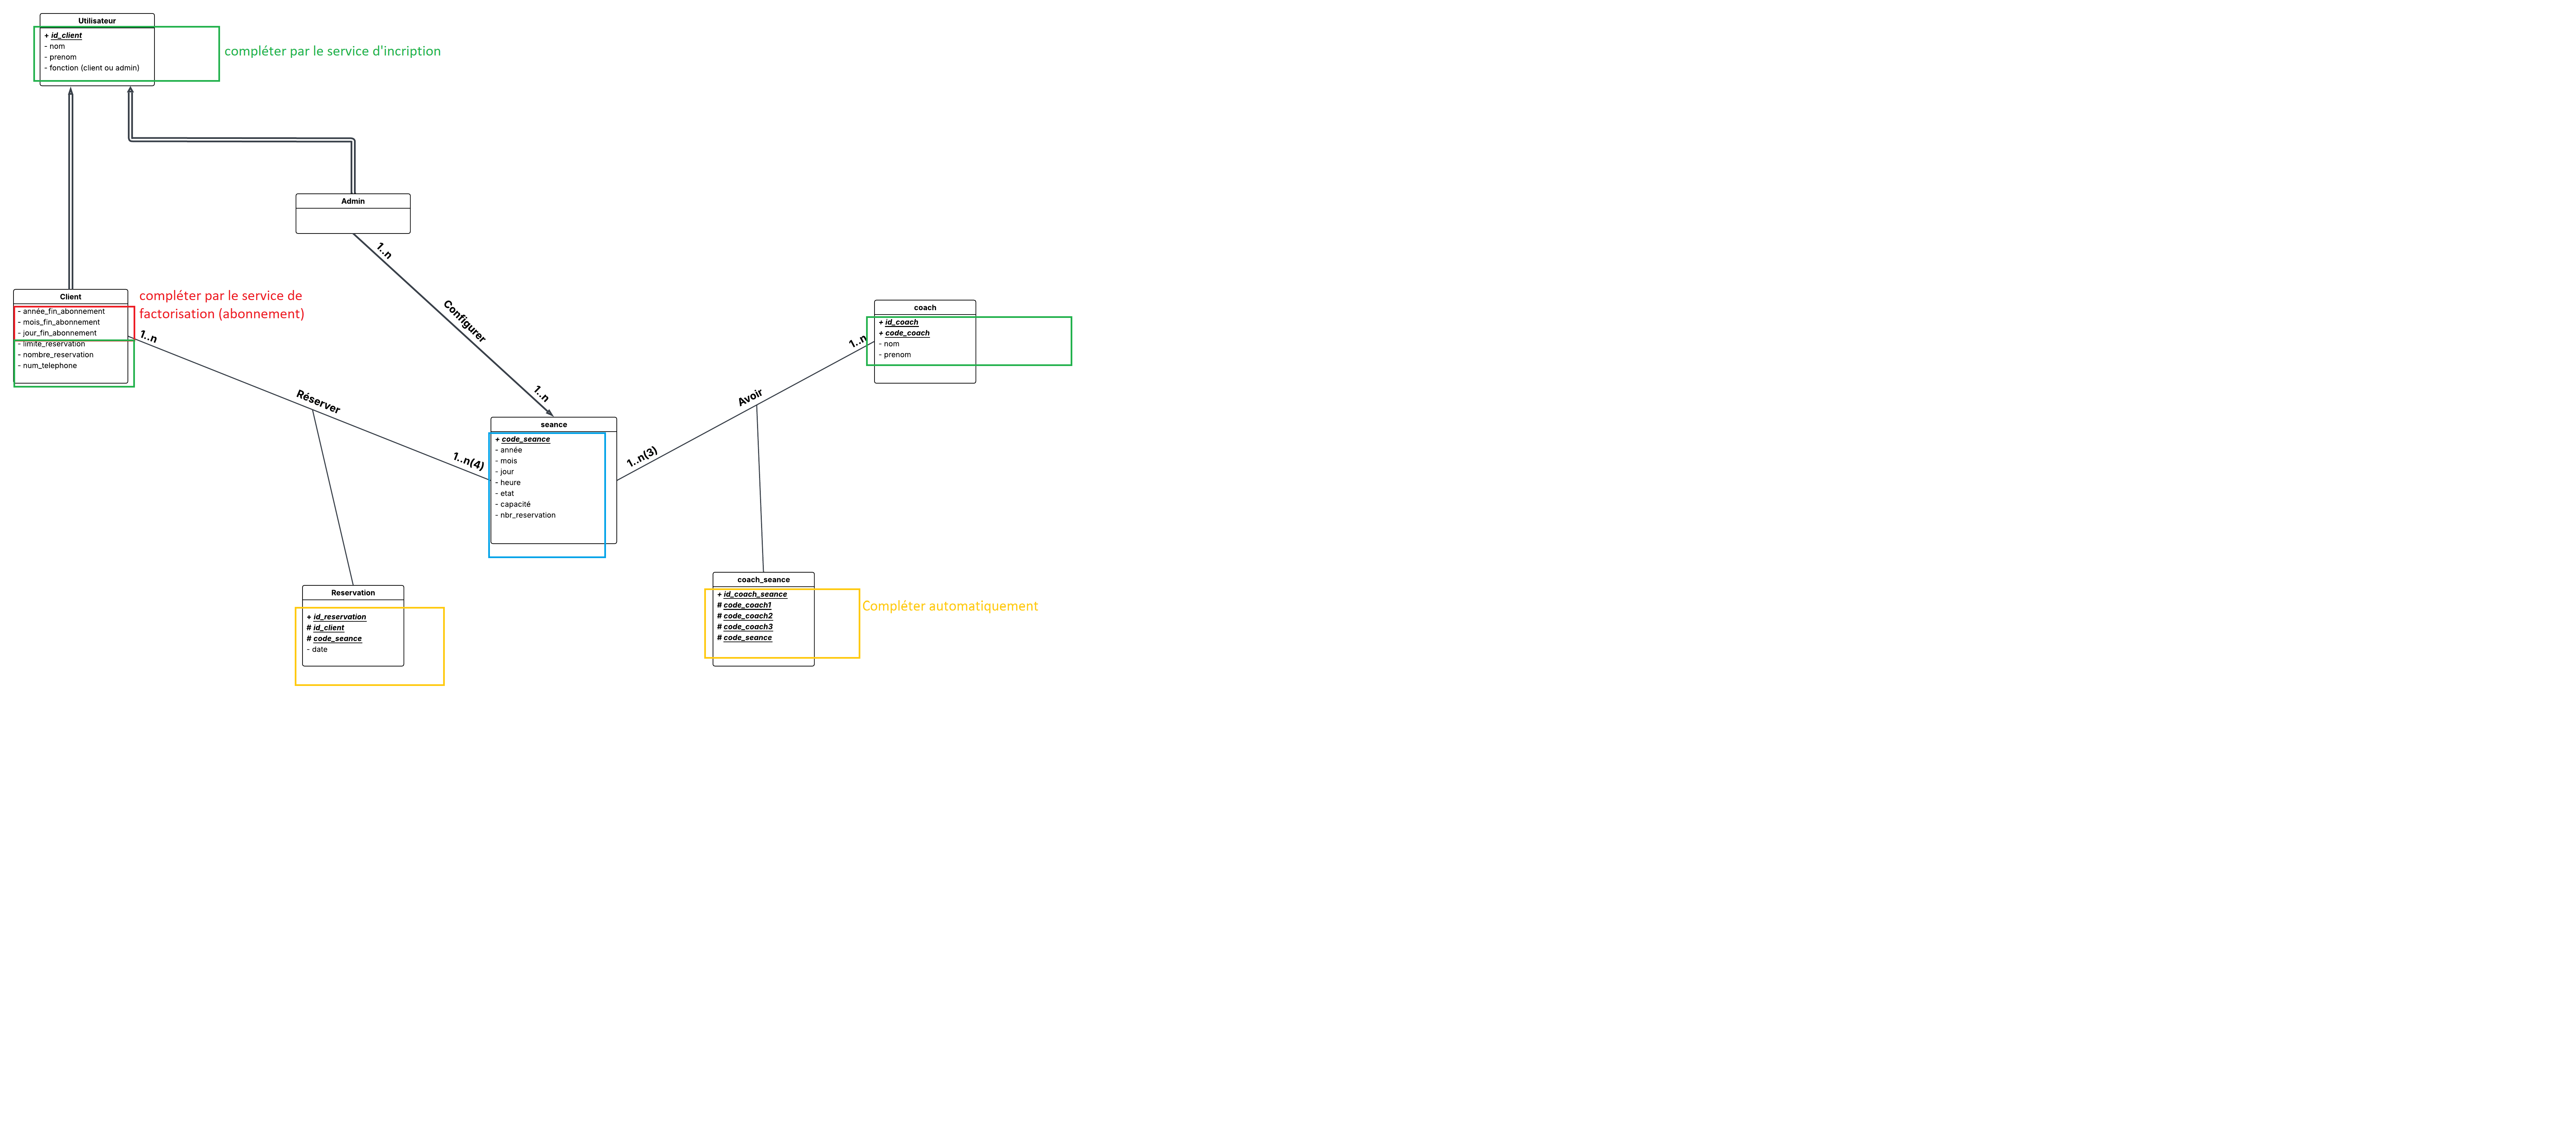 Utilisateur
+ id_client
- nom
- prenom
- fonction (client ou admin)
compléter par le service d'incription
Admin
1..n
Configurer
1..n
Client
- année_fin_abonnement
- mois_fin_abonnement
- jour_fin_abonnement
- limite_reservation
- nombre_reservation
- num_telephone
compléter par le service de
factorisation (abonnement)
1..n
Réserver
1..n(4)
seance
+ code_seance
- année
- mois
- jour
- heure
- etat
- capacité
- nbr_reservation
coach
+ id_coach
+ code_coach
- nom
- prenom
1..n
Avoir
1..n(3)
Reservation
+ id_reservation
# id_client
# code_seance
- date
coach_seance
+ id_coach_seance
# code_coach1
# code_coach2
# code_coach3
# code_seance
Compléter automatiquement